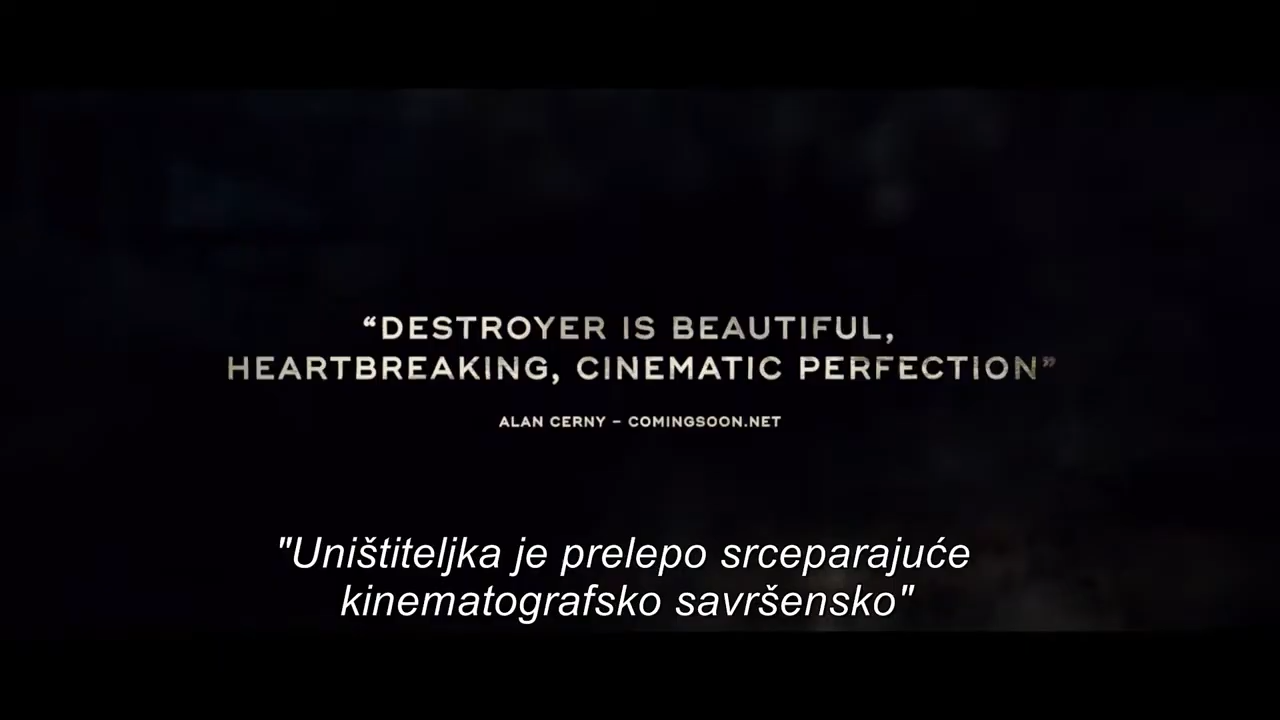 “DESTROYER IS BEAUTIFUL,
HEARTBREAKING, CINEMATIC PERFECTION”
ALAN CERNY – COMINGSOON.NET
"Uništiteljka je prelepo srceparajuće
kinematografsko savršensko"